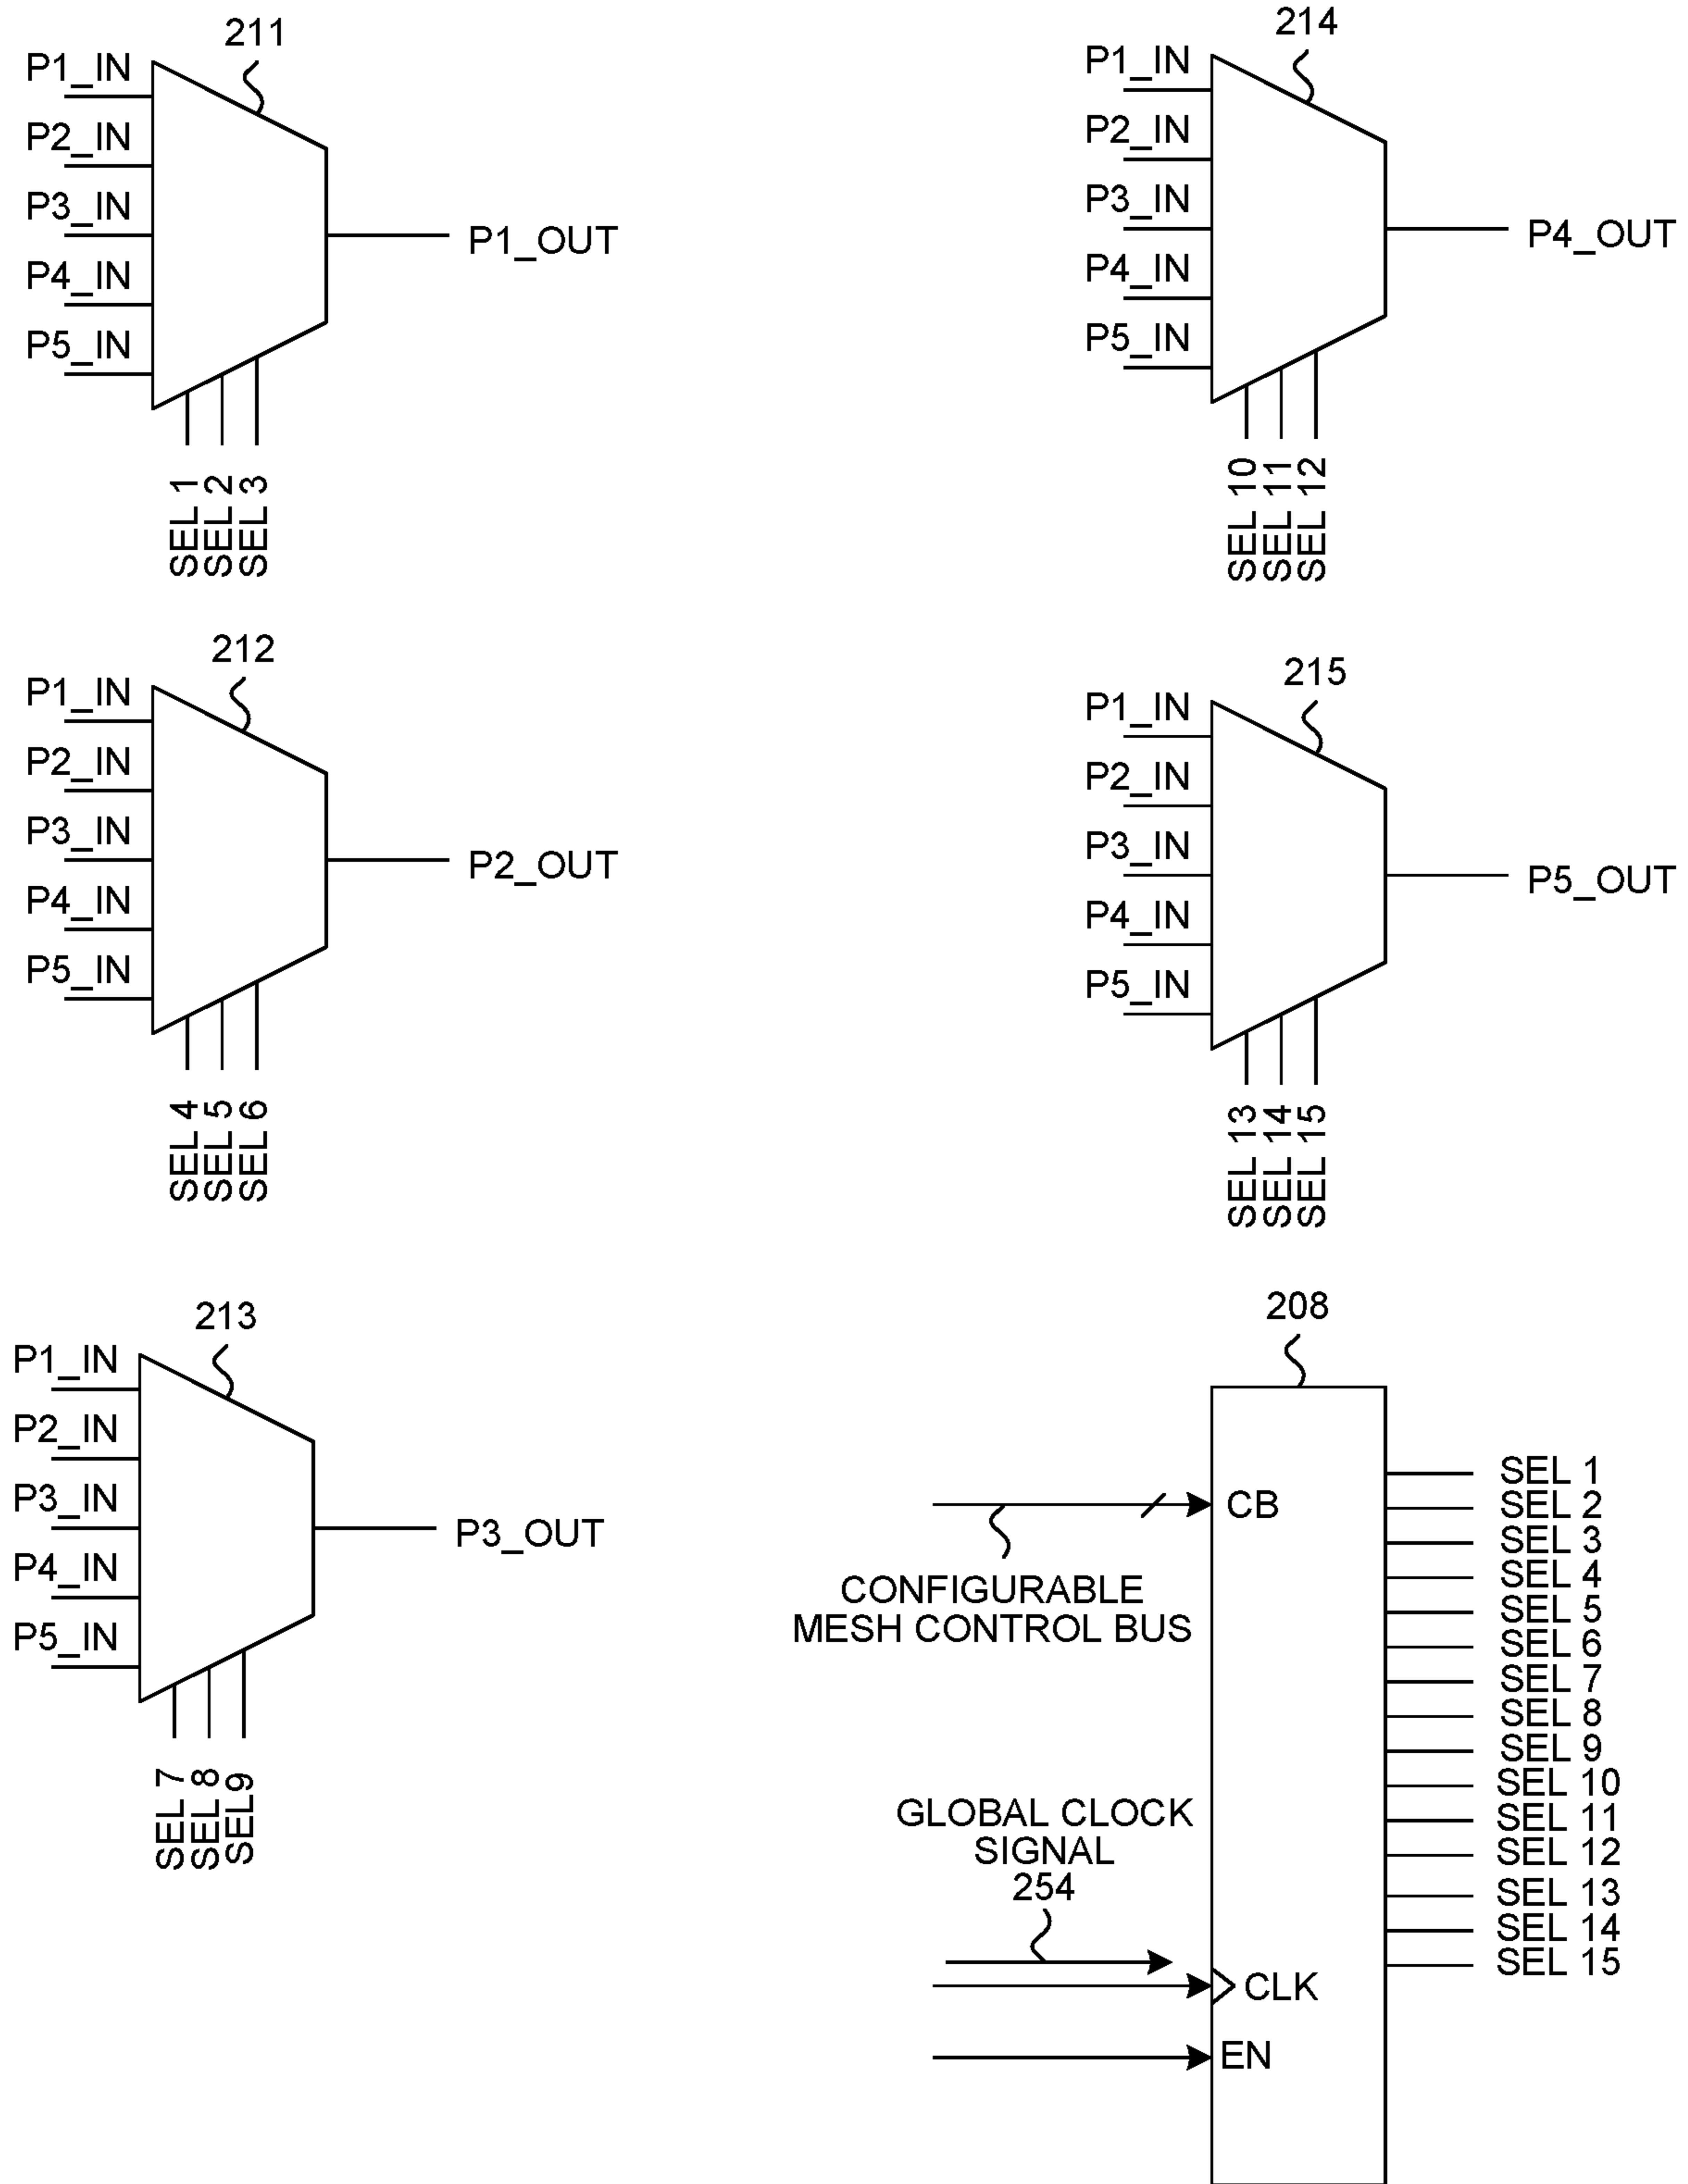 211
P1_IN
P2_IN
P3_IN
P4_IN
P5_IN
P1_OUT
SEL 1
SEL 2
SEL 3
214
P1_IN
P2_IN
P3_IN
P4_IN
P5_IN
P4_OUT
SEL 10
SEL 11
SEL 12
212
P1_IN
P2_IN
P3_IN
P4_IN
P5_IN
P2_OUT
SEL 4
SEL 5
SEL 6
215
P1_IN
P2_IN
P3_IN
P4_IN
P5_IN
P5_OUT
SEL 13
SEL 14
SEL 15
213
P1_IN
P2_IN
P3_IN
P4_IN
P5_IN
P3_OUT
SEL 7
SEL 8
SEL9
208
CB
CONFIGURABLE
MESH CONTROL BUS
GLOBAL CLOCK
SIGNAL
254
CLK
EN
SEL 1
SEL 2
SEL 3
SEL 4
SEL 5
SEL 6
SEL 7
SEL 8
SEL 9
SEL 10
SEL 11
SEL 12
SEL 13
SEL 14
SEL 15